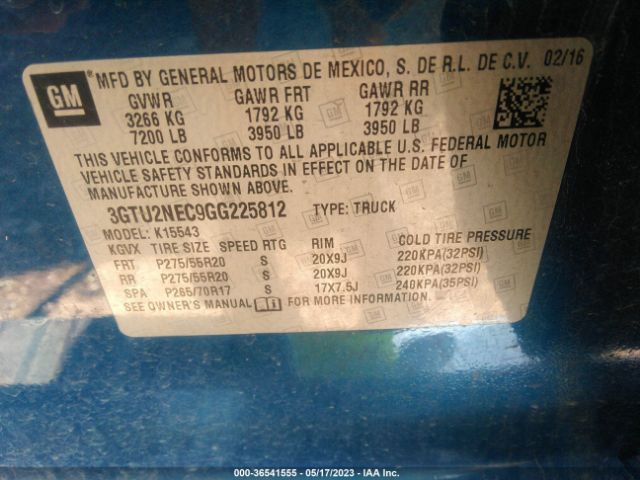 GM
MFD BY GENERAL MOTORS DE MEXICO, S. DE R.L. DE C.V. 02/16
GVWR GAWR FRT GAWR RR
3266 KG 1792 KG 1792 KG
7200 LB 3950 LB 3950 LB
THIS VEHICLE CONFORMS TO ALL APPLICABLE U.S. FEDERAL MOTOR
VEHICLE SAFETY STANDARDS IN EFFECT ON THE DATE OF
MANUFACTURE SHOWN ABOVE.
3GTU2NEC9GG225812 TYPE: TRUCK
MODEL: K15543
KGVX TIRE SIZE SPEED RTG RIM COLD TIRE PRESSURE
FRT P275/55R20 S 20X9J 220KPA(32PSI)
RR P275/55R20 S 20X9J 220KPA(32PSI)
SPA P265/70R17 S 17X7.5J 240KPA(35PSI)
SEE OWNER'S MANUAL FOR MORE INFORMATION.
000-36541555 - 05/17/2023 - IAA Inc.